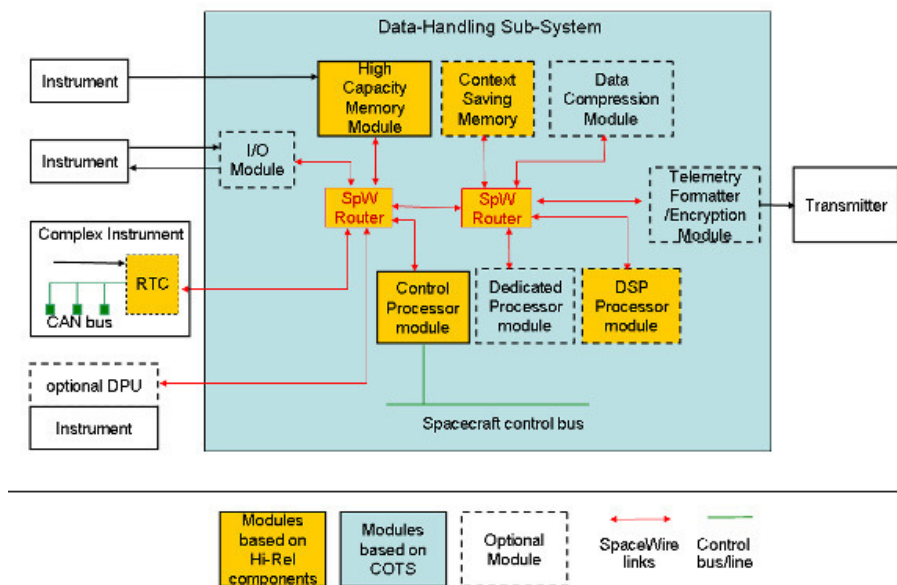 Data-Handling Sub-System
Instrument
High
Capacity
Memory
Module
Context
Saving
Memory
Data
Compression
Module
Instrument
I/O
Module
SpW
Router
SpW
Router
Telemetry
Formatter
/Encryption
Module
Transmitter
Complex Instrument
RTC
CAN bus
Control
Processor
module
Dedicated
Processor
module
DSP
Processor
module
optional DPU
Instrument
Spacecraft control bus
Modules
based on
Hi-Rel
components
Modules
based on
COTS
Optional
Module
SpaceWire
links
Control
bus/line